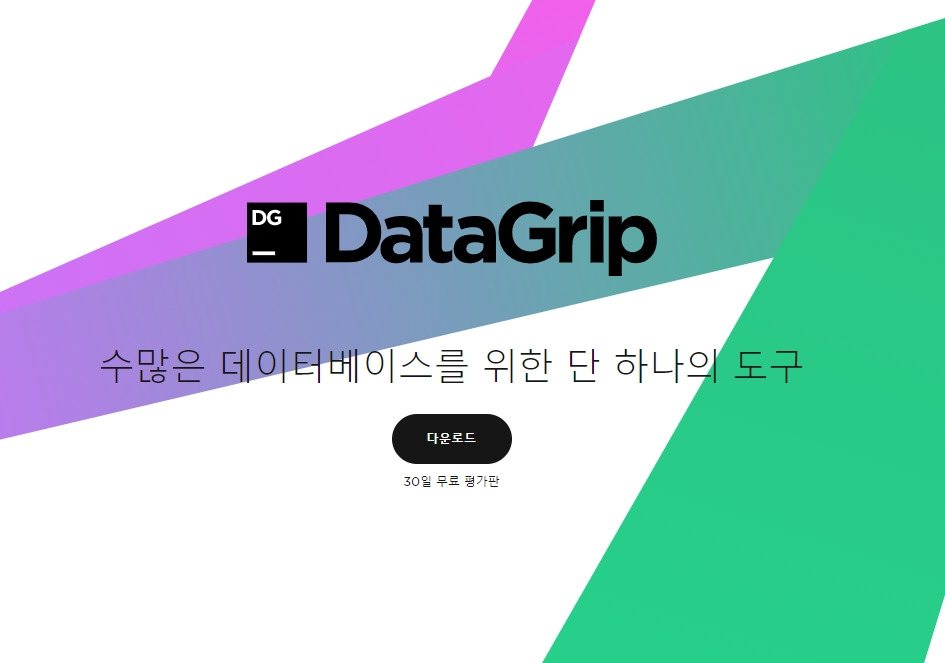 DG
DataGrip
수많은 데이터베이스를 위한 단 하나의 도구
다운로드
30일 무료 평가판